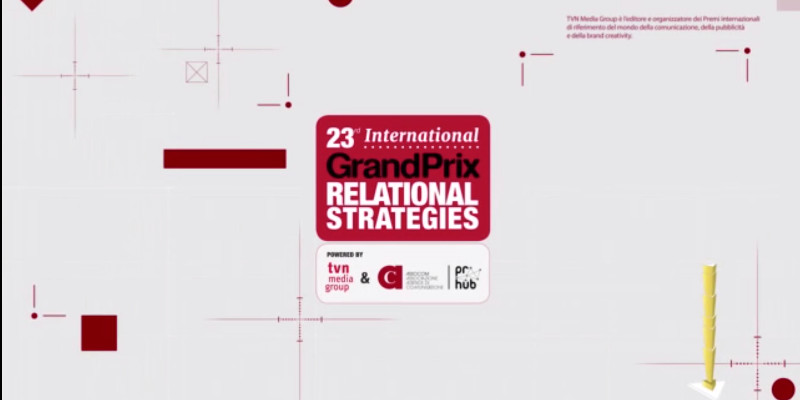 TVN Media Group è l'editore e organizzatore dei Premi Internazionali
di riferimento del mondo della comunicazione, della pubblicità
e della brand creativity.
23rd International
GrandPrix
RELATIONAL
STRATEGIES
POWERED BY
tvn
media
group
&
C
ASSOCIAZIONE
pr
hub